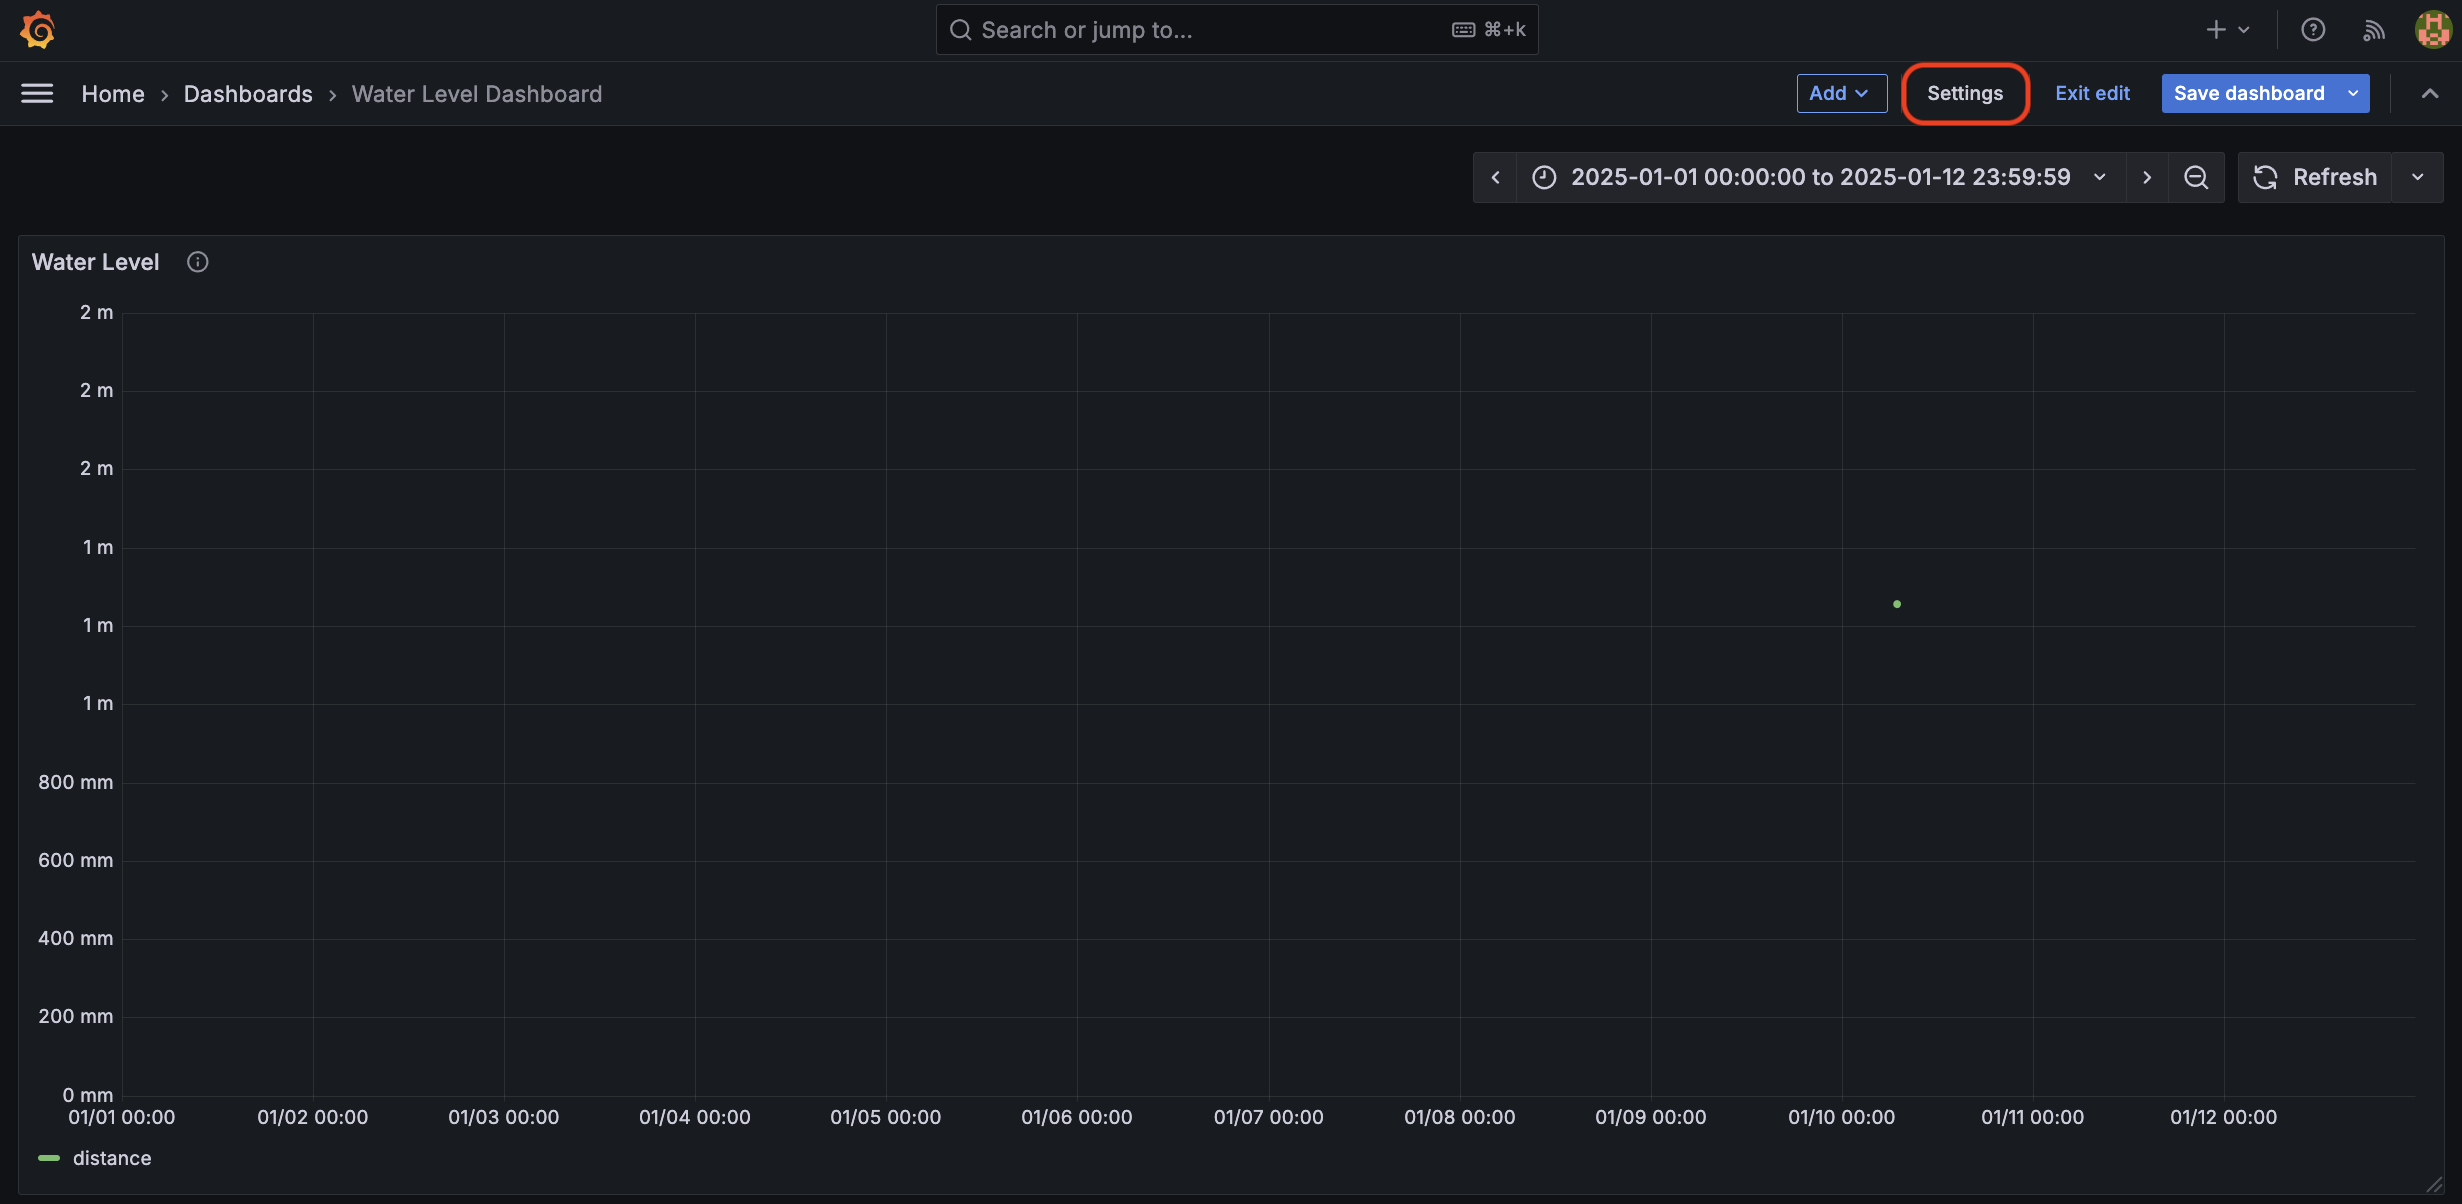 Search or jump to... ⌘+k
Home › Dashboards › Water Level Dashboard
Add Settings Exit edit Save dashboard
2025-01-01 00:00:00 to 2025-01-12 23:59:59 Refresh
Water Level
2 m
2 m
2 m
1 m
1 m
1 m
800 mm
600 mm
400 mm
200 mm
0 mm
01/01 00:00 01/02 00:00 01/03 00:00 01/04 00:00 01/05 00:00 01/06 00:00 01/07 00:00 01/08 00:00 01/09 00:00 01/10 00:00 01/11 00:00 01/12 00:00
distance